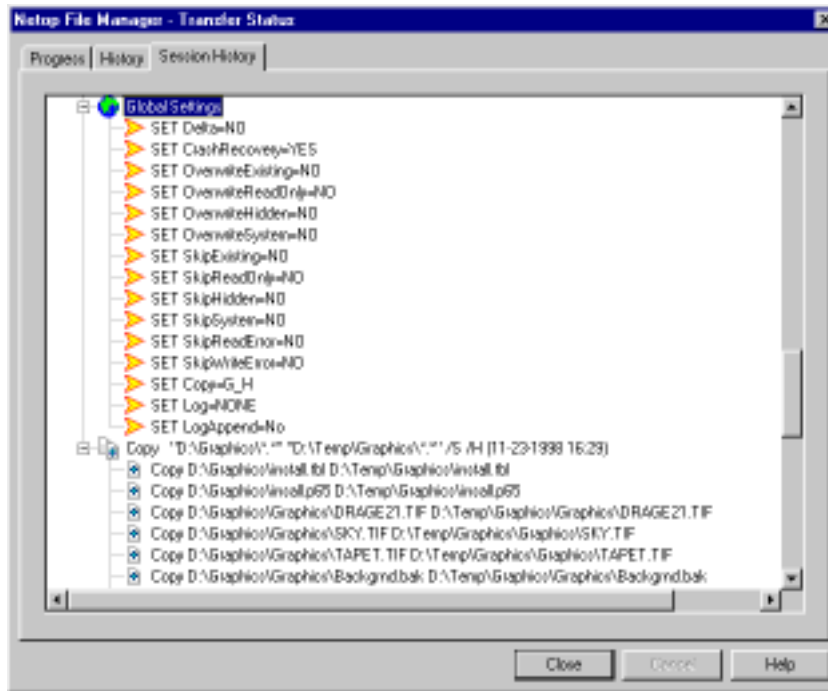 Netop File Manager - Transfer Status
Progress History Session History
Global Settings
SET Delta=NO
SET CrashRecovery=YES
SET OverwriteExisting=NO
SET OverwriteReadOnly=NO
SET OverwriteHidden=NO
SET OverwriteSystem=NO
SET SkipExisting=NO
SET SkipReadOnly=NO
SET SkipHidden=NO
SET SkipSystem=NO
SET SkipReadError=NO
SET SkipWriteError=NO
SET Copy=G_H
SET Log=NONE
SET LogAppend=No
Copy "D:\Graphics\*.*" "D:\Temp\Graphics\*.*" /S /H (11-23-1998 16:29)
Copy D:\Graphics\install.fbl D:\Temp\Graphics\install.fbl
Copy D:\Graphics\insall.p65 D:\Temp\Graphics\insall.p65
Copy D:\Graphics\Graphics\DRAGE21.TIF D:\Temp\Graphics\Graphics\DRAGE21.TIF
Copy D:\Graphics\Graphics\SKY.TIF D:\Temp\Graphics\Graphics\SKY.TIF
Copy D:\Graphics\Graphics\TAPET.TIF D:\Temp\Graphics\Graphics\TAPET.TIF
Copy D:\Graphics\Graphics\Backgrnd.bak D:\Temp\Graphics\Graphics\Backgrnd.bak
Close Cancel Help